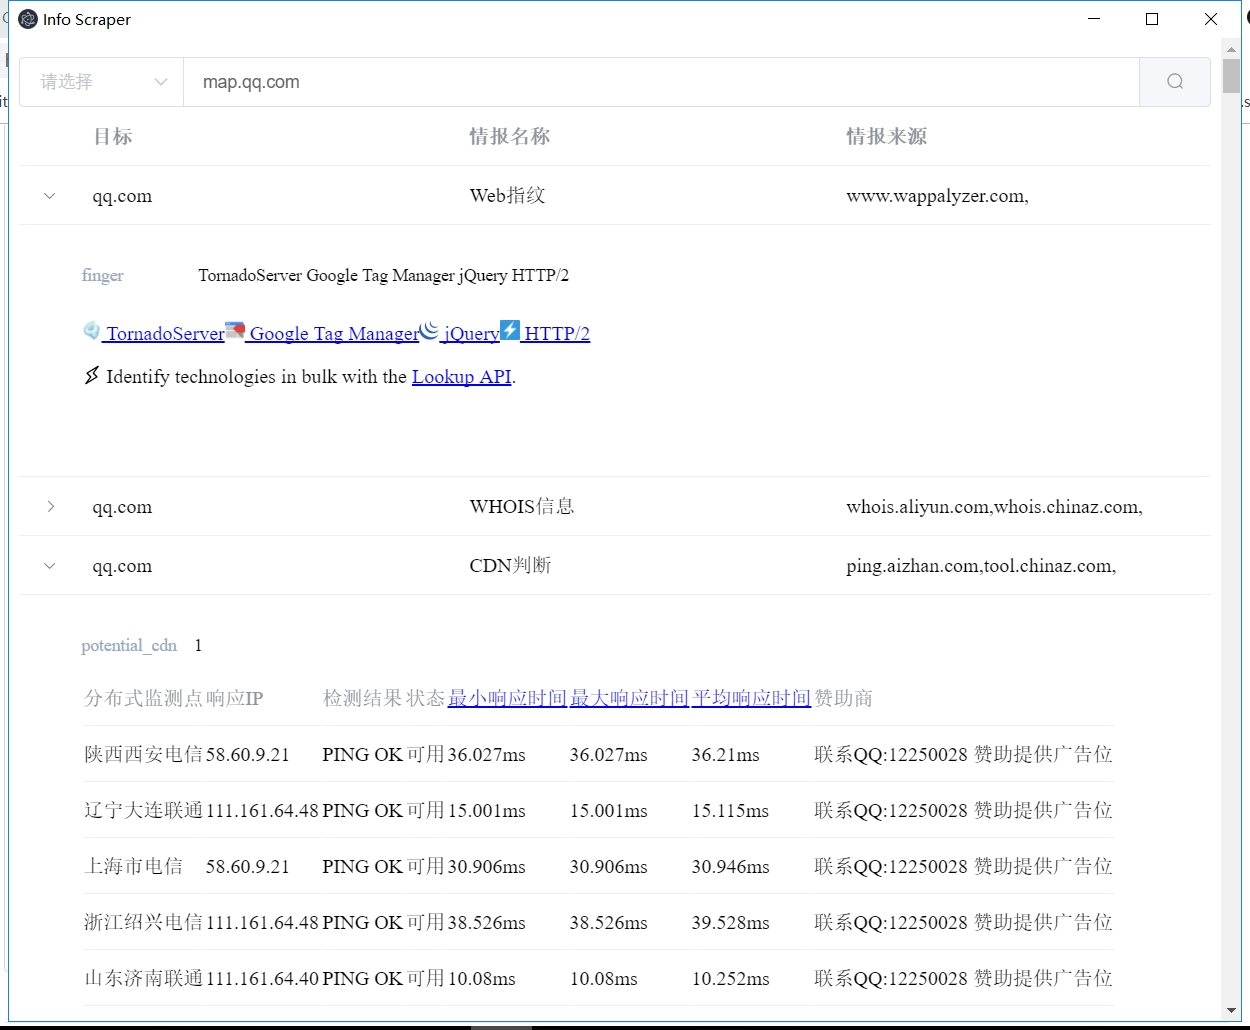 Info Scraper
请选择 map.qq.com
目标 情报名称 情报来源
qq.com Web指纹 www.wappalyzer.com,
finger TornadoServer Google Tag Manager jQuery HTTP/2
TornadoServer Google Tag Manager jQuery HTTP/2
Identify technologies in bulk with the Lookup API.
qq.com WHOIS信息 whois.aliyun.com,whois.chinaz.com,
qq.com CDN判断 ping.aizhan.com,tool.chinaz.com,
potential_cdn 1
分布式监测点 响应IP 检测结果 状态 最小响应时间 最大响应时间 平均响应时间 赞助商
陕西西安电信 58.60.9.21 PING OK 可用 36.027ms 36.027ms 36.21ms 联系QQ:12250028 赞助提供广告位
辽宁大连联通 111.161.64.48 PING OK 可用 15.001ms 15.001ms 15.115ms 联系QQ:12250028 赞助提供广告位
上海市电信 58.60.9.21 PING OK 可用 30.906ms 30.906ms 30.946ms 联系QQ:12250028 赞助提供广告位
浙江绍兴电信 111.161.64.48 PING OK 可用 38.526ms 38.526ms 39.528ms 联系QQ:12250028 赞助提供广告位
山东济南联通 111.161.64.40 PING OK 可用 10.08ms 10.08ms 10.252ms 联系QQ:12250028 赞助提供广告位